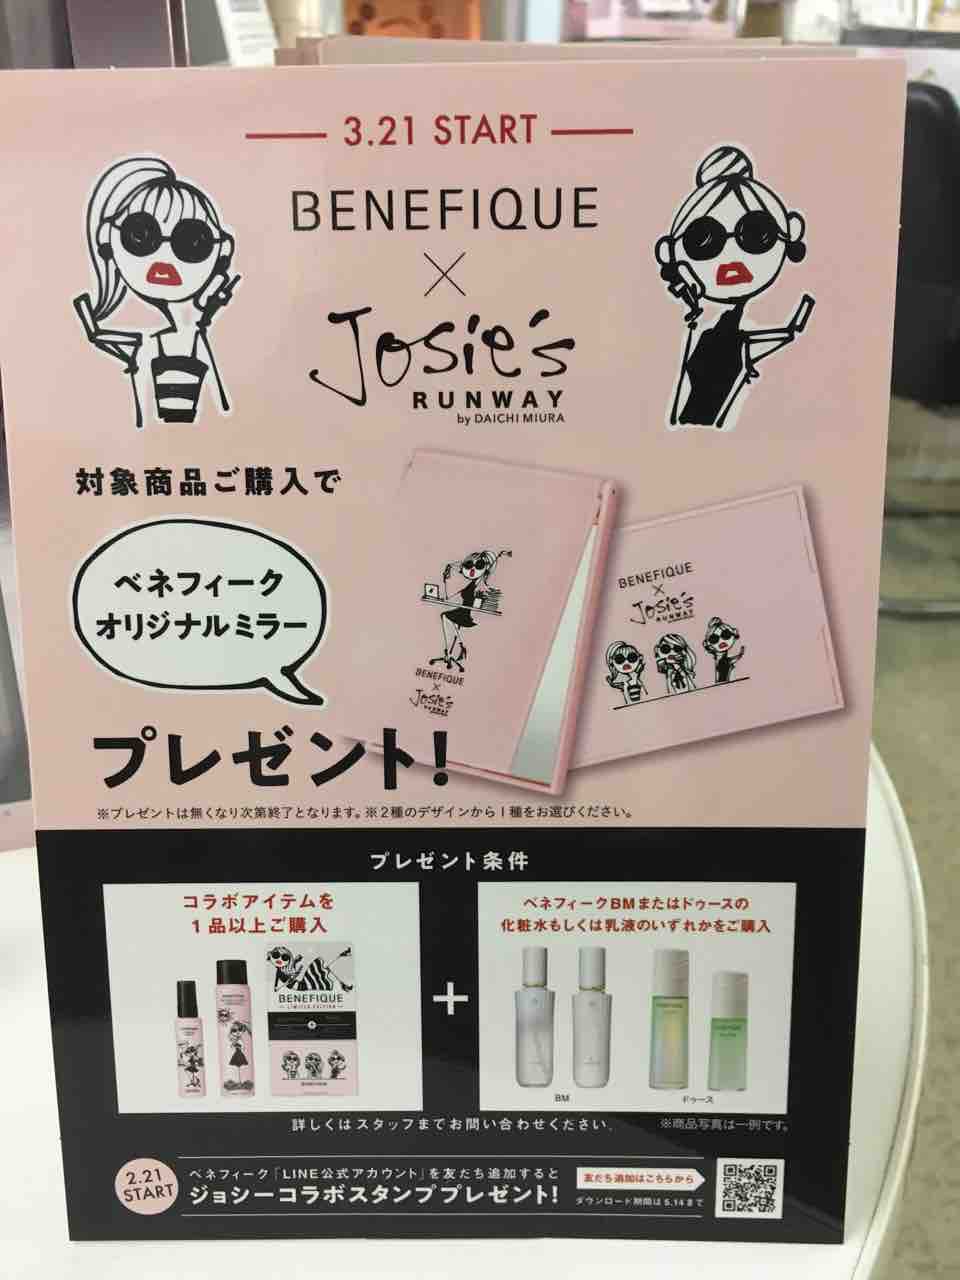 3.21 START
BENEFIQUE
×
Josie's
RUNWAY
by DAICHI MIURA
対象商品ご購入で
ベネフィーク
オリジナルミラー
プレゼント!
BENEFIQUE
×
Josie's
RUNWAY
BENEFIQUE
×
Josie's
RUNWAY
※プレゼントは無くなり次第終了となります。※2種のデザインから1種をお選びください。
プレゼント条件
コラボアイテムを
1品以上ご購入
BENEFIQUE
LIMITED EDITION
BENEFIQUE
+
ベネフィークBMまたはドゥースの
化粧水もしくは乳液のいずれかをご購入
BM
ドゥース
詳しくはスタッフまでお問い合わせください。
※商品写真は一例です。
2.21
START
ベネフィーク「LINE公式アカウント」を友だち追加すると
ジョシーコラボスタンププレゼント!
友だち追加はこちらから
ダウンロード期間は5.14まで